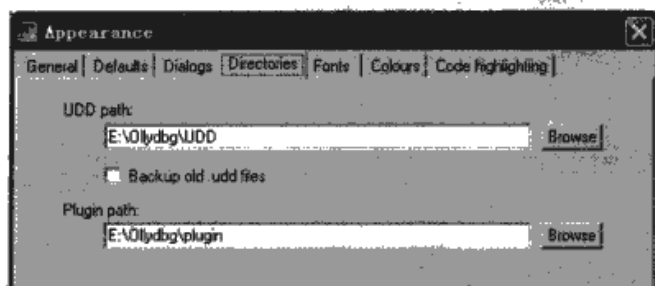 Appearance
General Defaults Dialogs Directories Fonts Colours Code highlighting
UDD path:
E:\Ollydbg\UDD Browse
Backup old .udd files
Plugin path:
E:\Ollydbg\plugin Browse